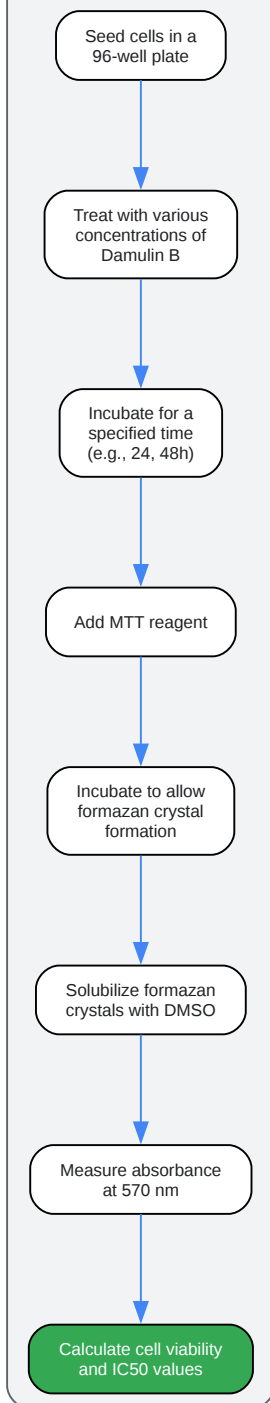 Seed cells in a
96-well plate
Treat with various
concentrations of
Damulin B
Incubate for a
specified time
(e.g., 24, 48h)
Add MTT reagent
Incubate to allow
formazan crystal
formation
Solubilize formazan
crystals with DMSO
Measure absorbance
at 570 nm
Calculate cell viability
and IC50 values